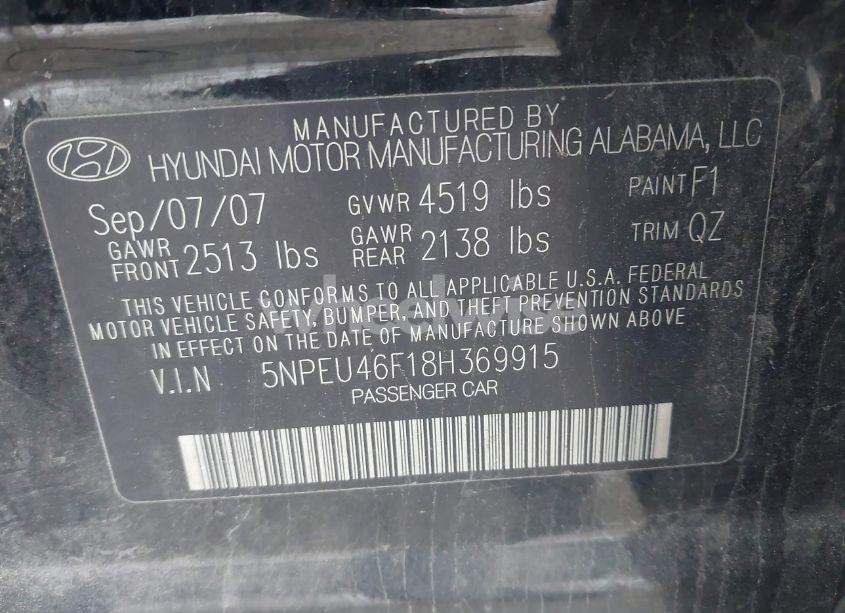 MANUFACTURED BY
HYUNDAI MOTOR MANUFACTURING ALABAMA, LLC
Sep/07/07 GVWR 4519 lbs PAINT F1
GAWR FRONT 2513 lbs GAWR REAR 2138 lbs TRIM QZ
THIS VEHICLE CONFORMS TO ALL APPLICABLE U.S.A. FEDERAL
MOTOR VEHICLE SAFETY, BUMPER, AND THEFT PREVENTION STANDARDS
IN EFFECT ON THE DATE OF MANUFACTURE SHOWN ABOVE
V.I.N 5NPEU46F18H369915
PASSENGER CAR